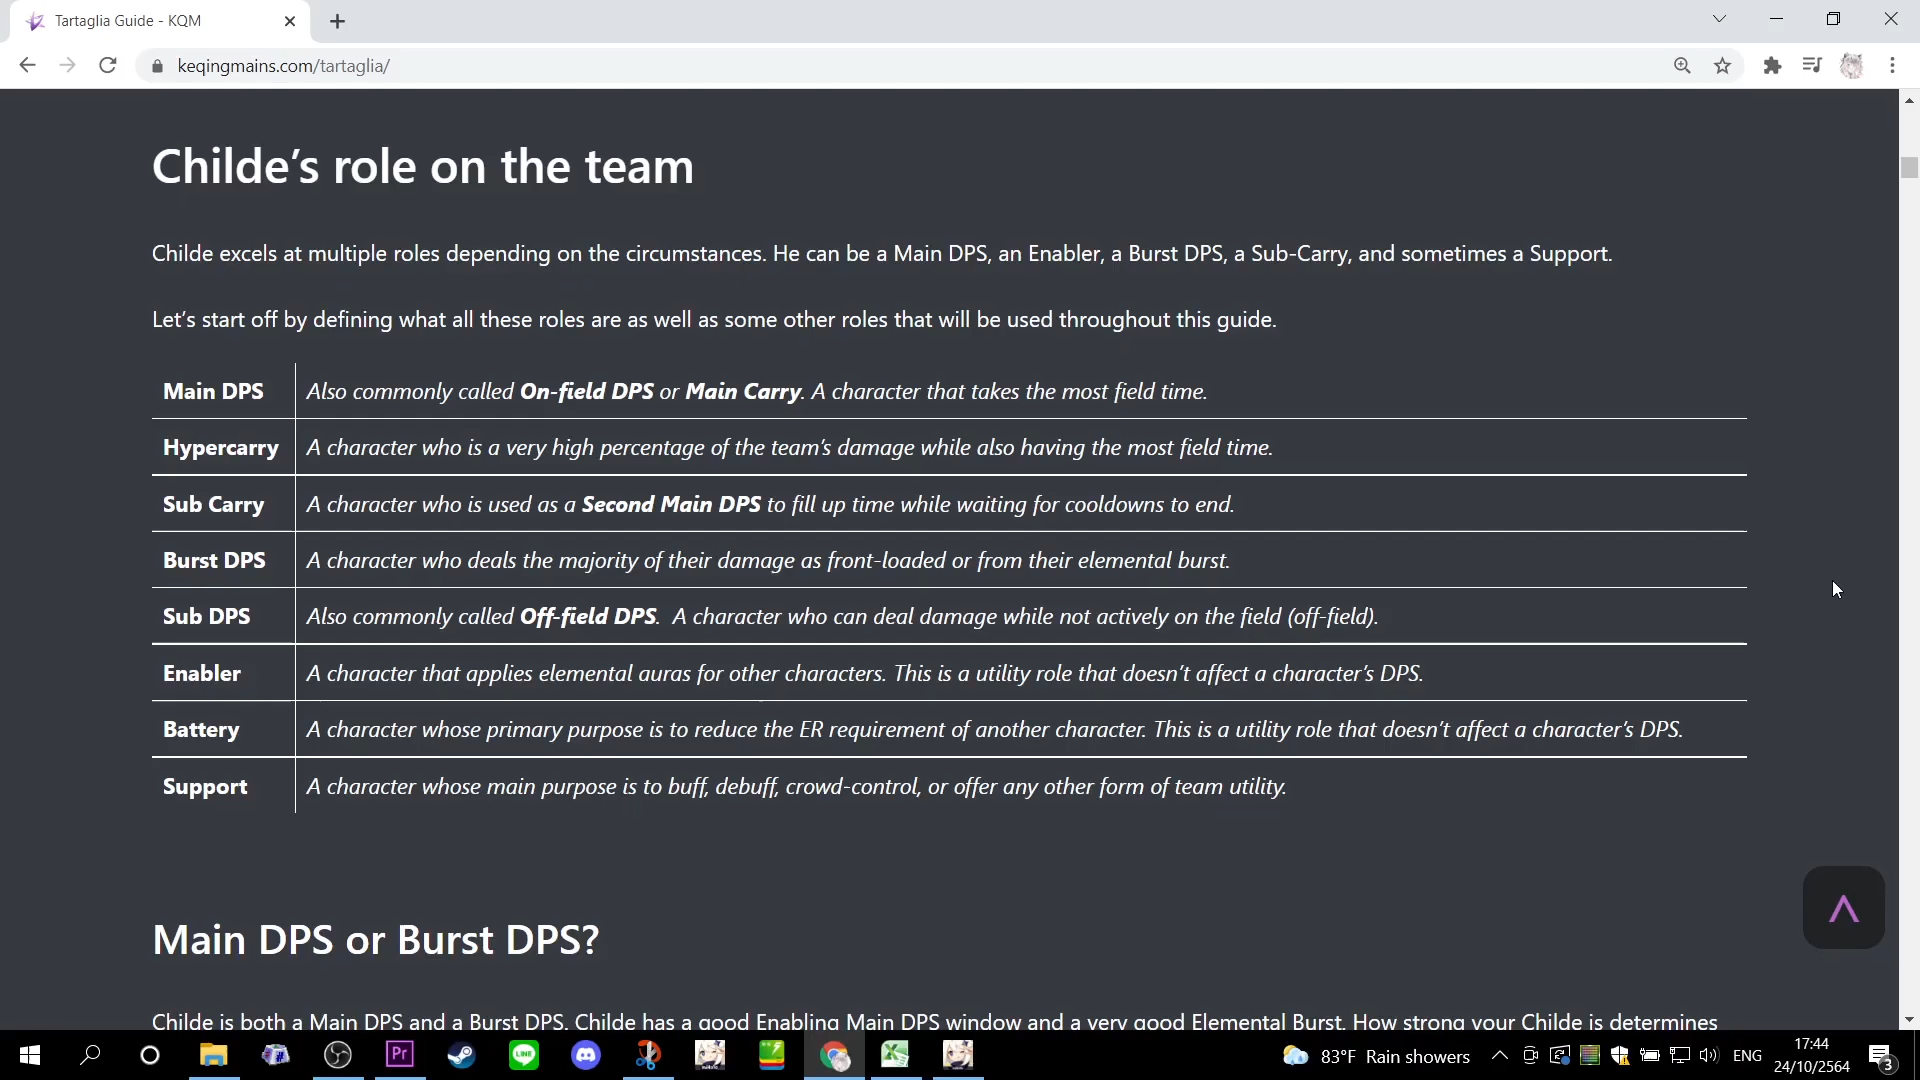 Tartaglia Guide - KQM
keqingmains.com/tartaglia/
Childe’s role on the team
Childe excels at multiple roles depending on the circumstances. He can be a Main DPS, an Enabler, a Burst DPS, a Sub-Carry, and sometimes a Support.
Let’s start off by defining what all these roles are as well as some other roles that will be used throughout this guide.
Main DPS Also commonly called On-field DPS or Main Carry. A character that takes the most field time.
Hypercarry A character who is a very high percentage of the team’s damage while also having the most field time.
Sub Carry A character who is used as a Second Main DPS to fill up time while waiting for cooldowns to end.
Burst DPS A character who deals the majority of their damage as front-loaded or from their elemental burst.
Sub DPS Also commonly called Off-field DPS. A character who can deal damage while not actively on the field (off-field).
Enabler A character that applies elemental auras for other characters. This is a utility role that doesn’t affect a character’s DPS.
Battery A character whose primary purpose is to reduce the ER requirement of another character. This is a utility role that doesn’t affect a character’s DPS.
Support A character whose main purpose is to buff, debuff, crowd-control, or offer any other form of team utility.
Main DPS or Burst DPS?
Childe is both a Main DPS and a Burst DPS. Childe has a good Enabling Main DPS window and a very good Elemental Burst. How strong your Childe is determines
Pr
LINE
83°F Rain showers
ENG
17:44
24/10/2564
3